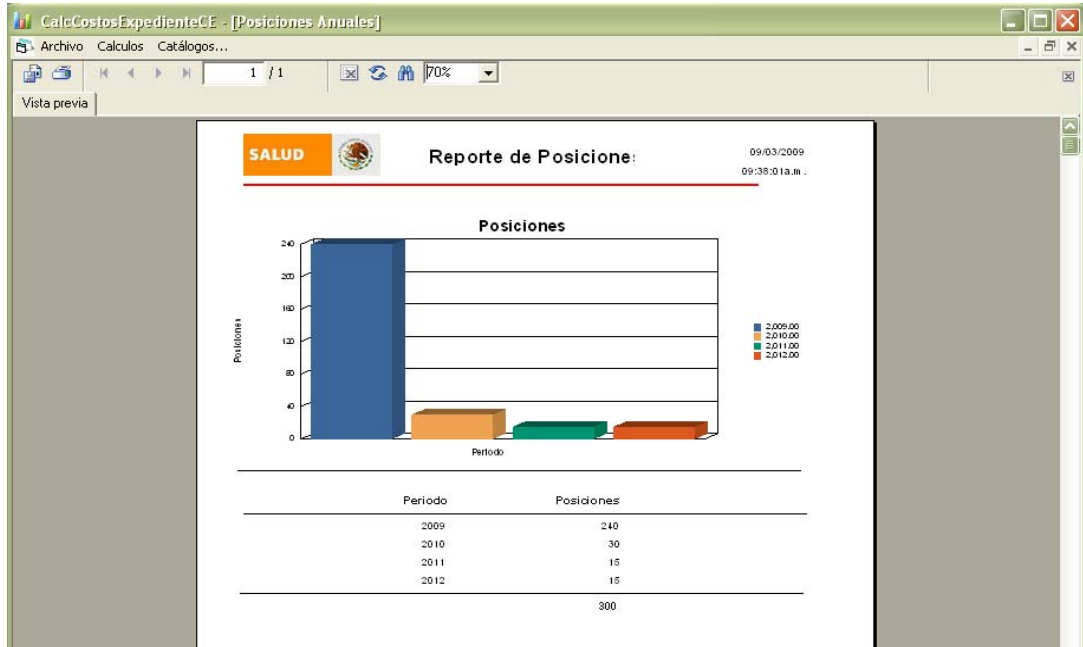 CalcCostosExpedienteCE - [Posiciones Anuales]
Archivo Calculos Catálogos...
1 /1 70%
Vista previa
SALUD
Reporte de Posicione
09/03/2009
09:38:01a.m.
Posiciones
240
200
160
120
80
40
0
Posiciones
Periodo
2,009.00
2,010.00
2,011.00
2,012.00
Periodo Posiciones
2009 240
2010 30
2011 15
2012 15
300